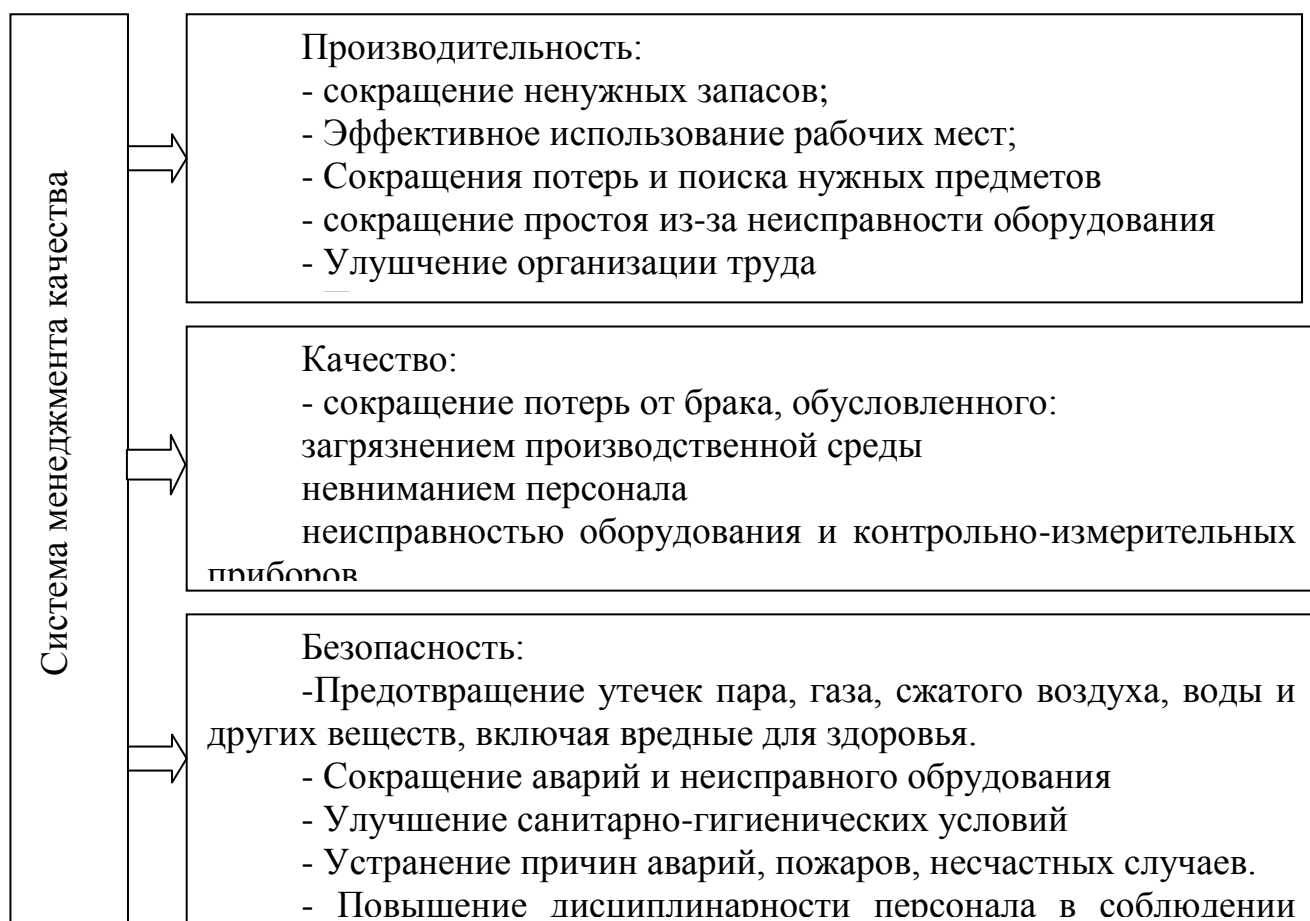 Система менеджмента качества
Производительность:
- сокращение ненужных запасов;
- Эффективное использование рабочих мест;
- Сокращения потерь и поиска нужных предметов
- сокращение простоя из-за неисправности оборудования
- Улушчение организации труда
Качество:
- сокращение потерь от брака, обусловленного:
загрязнением производственной среды
невниманием персонала
неисправностью оборудования и контрольно-измерительных
приборов
Безопасность:
-Предотвращение утечек пара, газа, сжатого воздуха, воды и
других веществ, включая вредные для здоровья.
- Сокращение аварий и неисправного обрудования
- Улучшение санитарно-гигиенических условий
- Устранение причин аварий, пожаров, несчастных случаев.
- Повышение дисциплинарности персонала в соблюдении